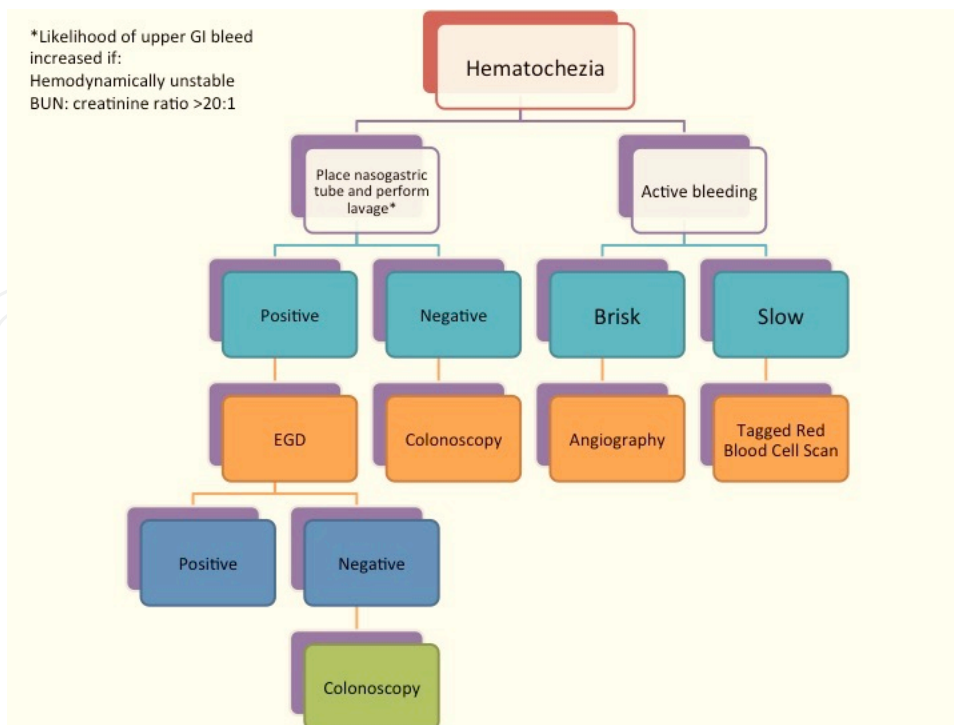 *Likelihood of upper GI bleed
increased if:
Hemodynamically unstable
BUN: creatinine ratio >20:1
Hematochezia
Place nasogastric
tube and perform
lavage*
Active bleeding
Positive
Negative
Brisk
Slow
EGD
Colonoscopy
Angiography
Tagged Red
Blood Cell Scan
Positive
Negative
Colonoscopy